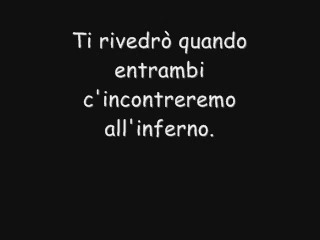 Ti rivedrò quando
entrambi
c'incontreremo
all'inferno.